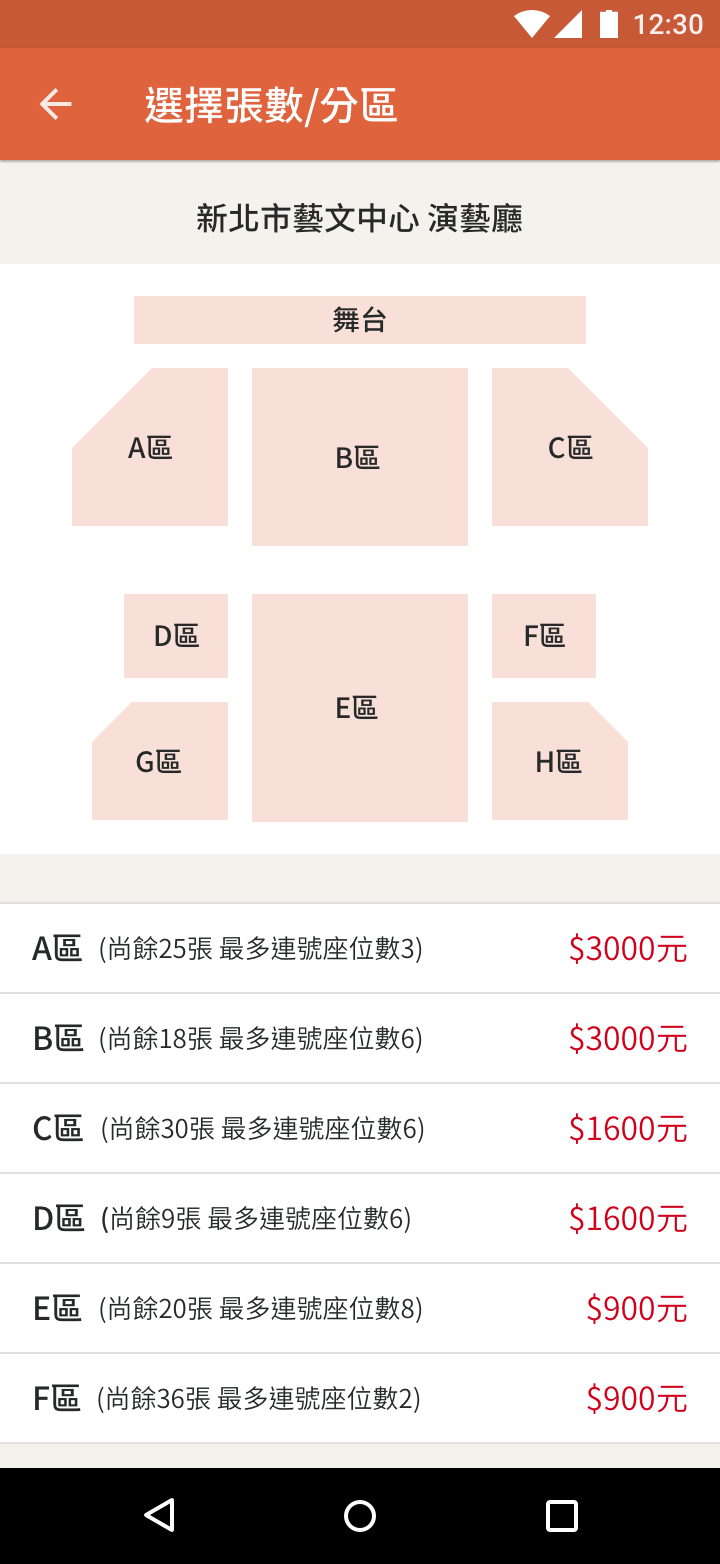 12:30
選擇張數/分區
新北市藝文中心 演藝廳
舞台
A區
B區
C區
D區
F區
E區
G區
H區
A區 (尚餘25張 最多連號座位數3) $3000元
B區 (尚餘18張 最多連號座位數6) $3000元
C區 (尚餘30張 最多連號座位數6) $1600元
D區 (尚餘9張 最多連號座位數6) $1600元
E區 (尚餘20張 最多連號座位數8) $900元
F區 (尚餘36張 最多連號座位數2) $900元